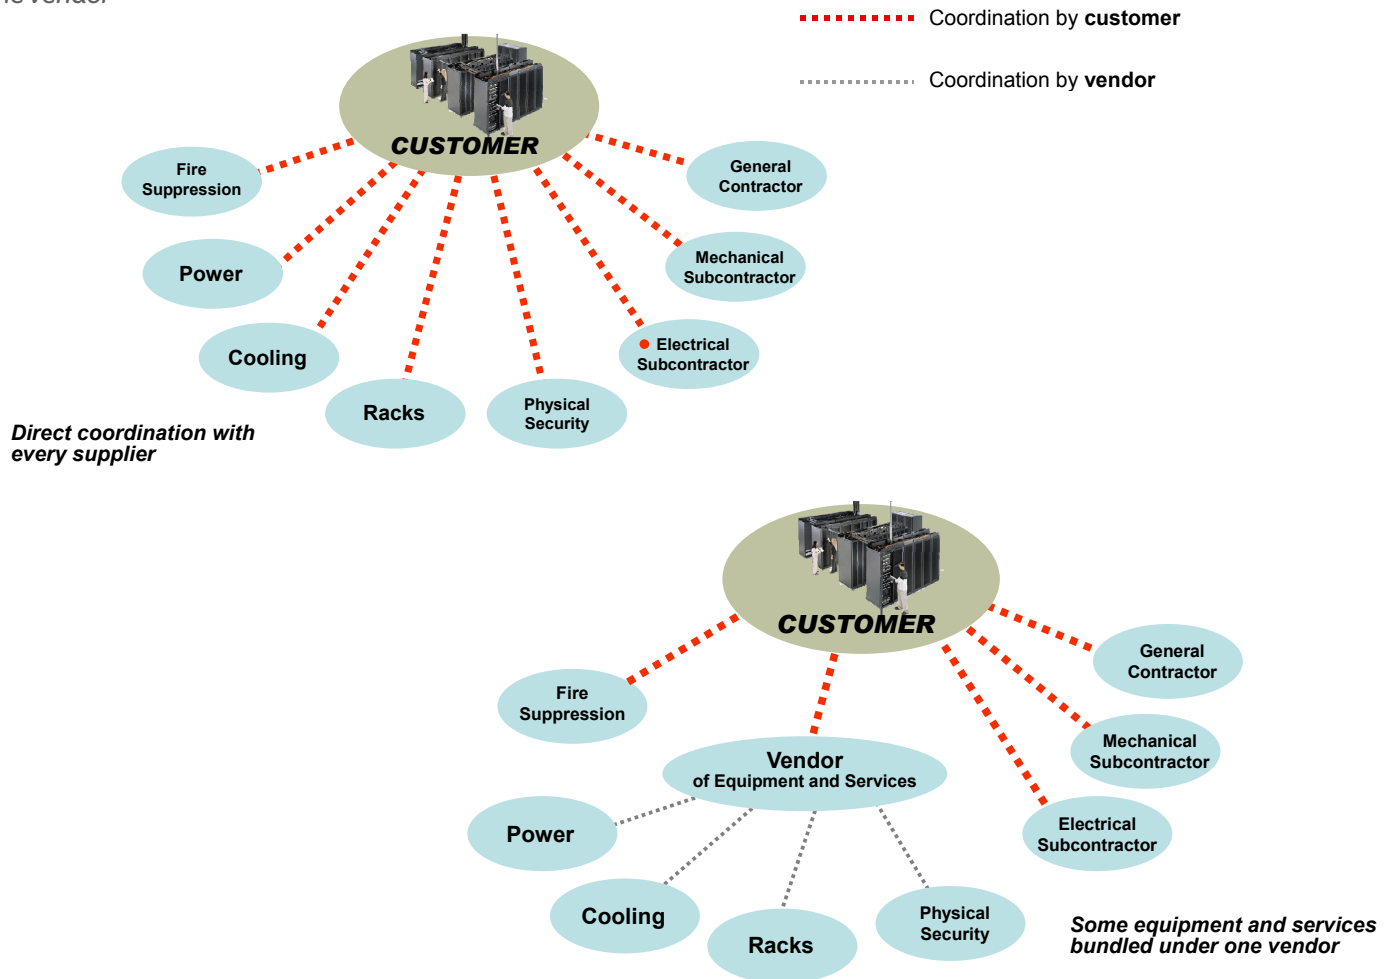 Coordination by customer
Coordination by vendor
CUSTOMER
Fire
Suppression
General
Contractor
Power
Mechanical
Subcontractor
Cooling
Electrical
Subcontractor
Racks
Physical
Security
Direct coordination with
every supplier
CUSTOMER
Fire
Suppression
General
Contractor
Vendor
of Equipment and Services
Mechanical
Subcontractor
Power
Electrical
Subcontractor
Cooling
Racks
Physical
Security
Some equipment and services
bundled under one vendor